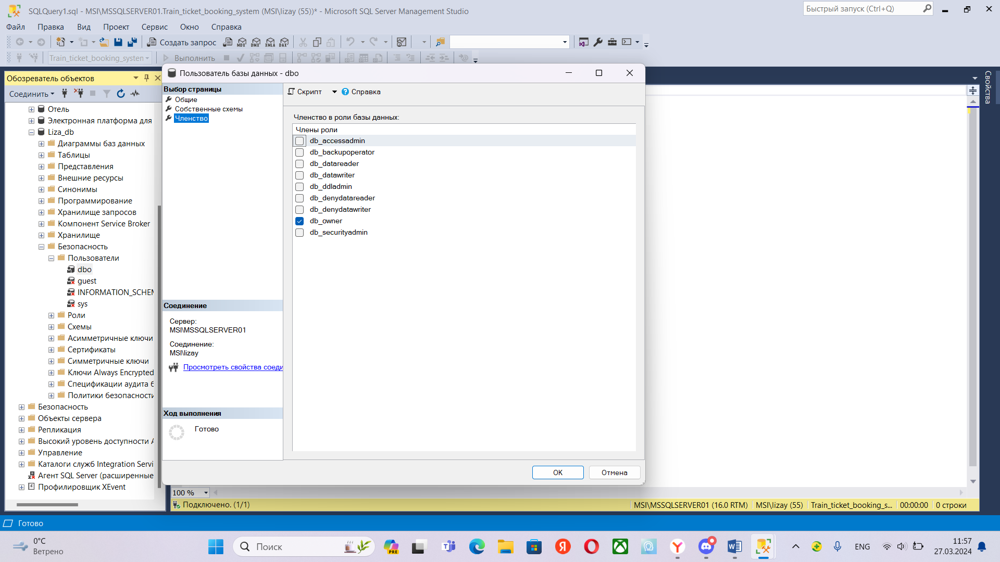 SQLQuery1.sql - MSI\MSSQLSERVER01.Train_ticket_booking_system (MSI\lizay (55))* - Microsoft SQL Server Management Studio
Быстрый запуск (Ctrl+Q)
Файл Правка Вид Проект Сервис Окно Справка
Создать запрос MDX DMX XMLA DAX
Train_ticket_booking_system Выполнить
Обозреватель объектов
Соединить
Отель
Электронная платформа для
Liza_db
Диаграммы баз данных
Таблицы
Представления
Внешние ресурсы
Синонимы
Программирование
Хранилище запросов
Компонент Service Broker
Хранилище
Безопасность
Пользователи
dbo
guest
INFORMATION_SCHEM
sys
Роли
Схемы
Асимметричные ключи
Сертификаты
Симметричные ключи
Ключи Always Encrypted
Спецификации аудита б
Политики безопасности
Безопасность
Объекты сервера
Репликация
Высокий уровень доступности A
Управление
Каталоги служб Integration Servi
Агент SQL Server (расширенные
Профилировщик XEvent
Пользователь базы данных - dbo
Выбор страницы
Общие
Собственные схемы
Членство
Соединение
Сервер:
MSI\MSSQLSERVER01
Соединение:
MSI\lizay
Просмотреть свойства соеди
Ход выполнения
Готово
Скрипт Справка
Членство в роли базы данных:
Члены роли
db_accessadmin
db_backupoperator
db_datareader
db_datawriter
db_ddladmin
db_denydatareader
db_denydatawriter
db_owner
db_securityadmin
OK Отмена
Свойства
100 %
Подключено. (1/1) MSI\MSSQLSERVER01 (16.0 RTM) MSI\lizay (55) Train_ticket_booking_s... 00:00:00 0 строки
Готово
0°C
Ветрено
Поиск
PRE
ENG
11:57
27.03.2024